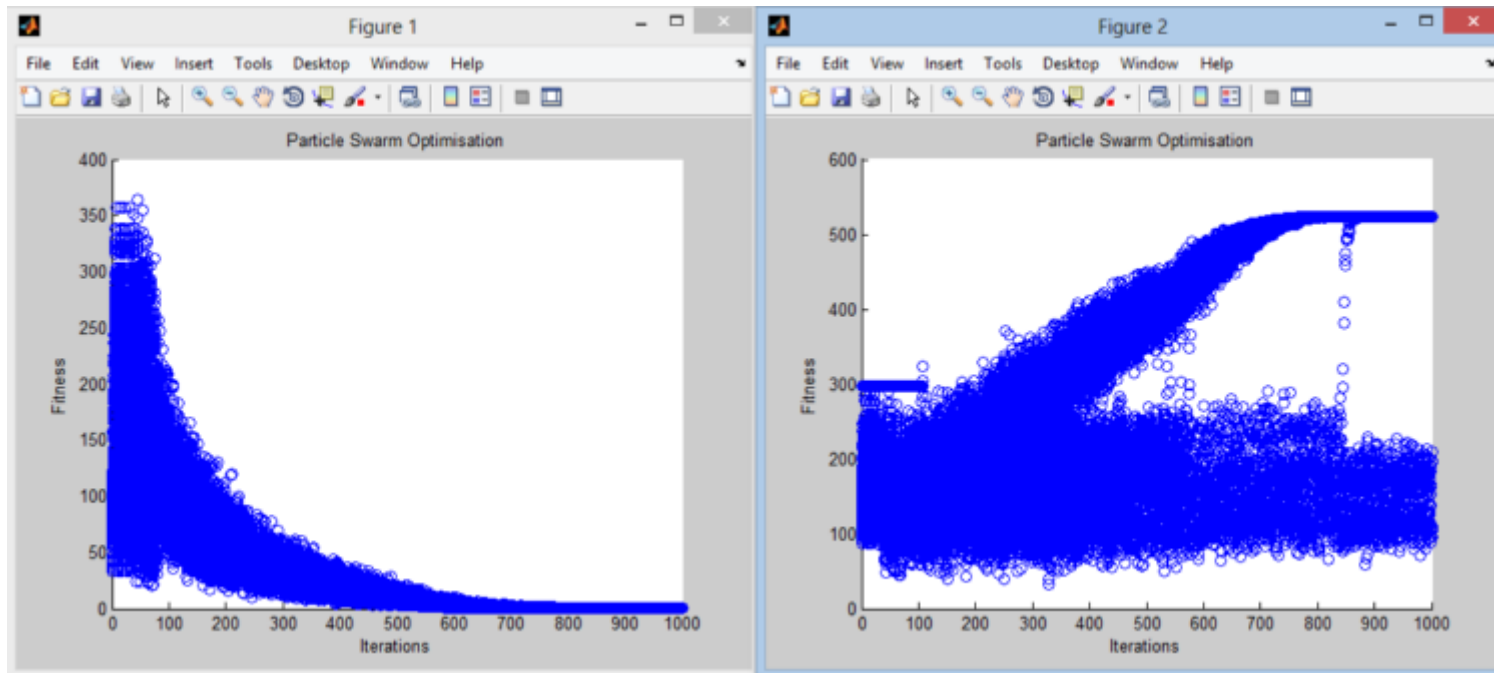 Figure 1
File Edit View Insert Tools Desktop Window Help
Particle Swarm Optimisation
400
350
300
250
200
150
100
50
0
Fitness
0 100 200 300 400 500 600 700 800 900 1000
Iterations
Figure 2
File Edit View Insert Tools Desktop Window Help
Particle Swarm Optimisation
600
500
400
300
200
100
0
Fitness
0 100 200 300 400 500 600 700 800 900 1000
Iterations